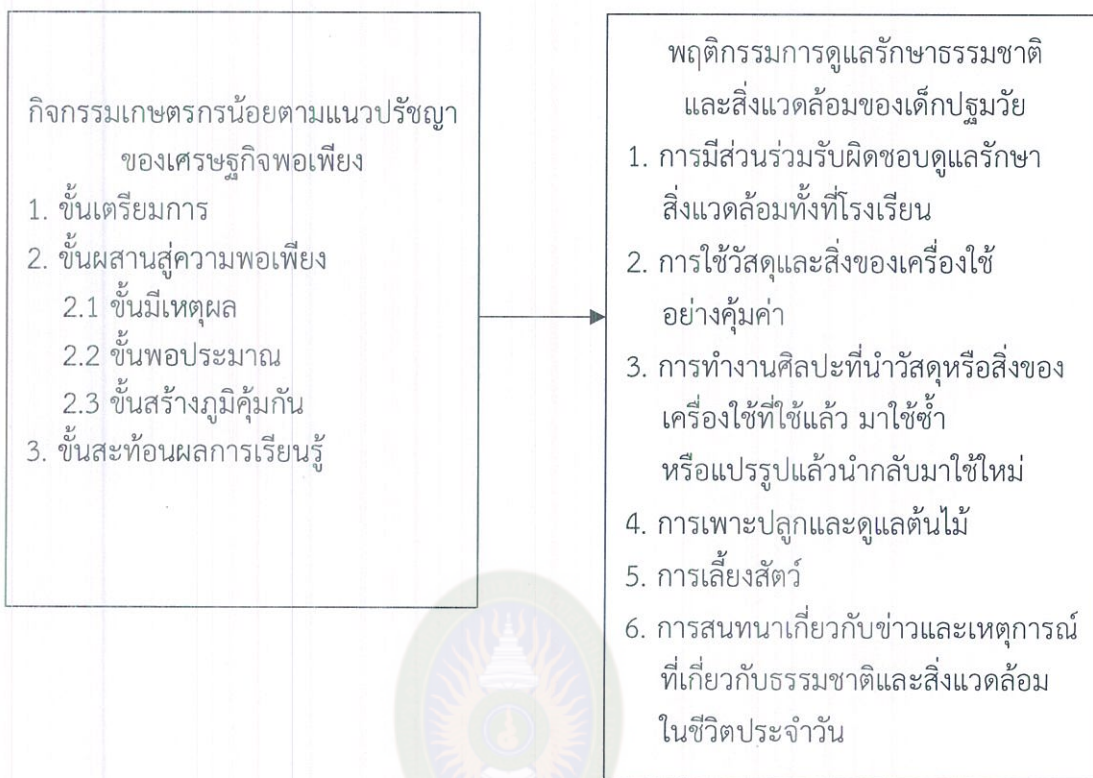 กิจกรรมเกษตรกรน้อยตามแนวปรัชญา
ของเศรษฐกิจพอเพียง
1. ขั้นเตรียมการ
2. ขั้นผสานสู่ความพอเพียง
2.1 ขั้นมีเหตุผล
2.2 ขั้นพอประมาณ
2.3 ขั้นสร้างภูมิคุ้มกัน
3. ขั้นสะท้อนผลการเรียนรู้
พฤติกรรมการดูแลรักษาธรรมชาติ
และสิ่งแวดล้อมของเด็กปฐมวัย
1. การมีส่วนร่วมรับผิดชอบดูแลรักษา
สิ่งแวดล้อมทั้งที่โรงเรียน
2. การใช้วัสดุและสิ่งของเครื่องใช้
อย่างคุ้มค่า
3. การทำงานศิลปะที่นำวัสดุหรือสิ่งของ
เครื่องใช้ที่ใช้แล้ว มาใช้ซ้ำ
หรือแปรรูปแล้วนำกลับมาใช้ใหม่
4. การเพาะปลูกและดูแลต้นไม้
5. การเลี้ยงสัตว์
6. การสนทนาเกี่ยวกับข่าวและเหตุการณ์
ที่เกี่ยวกับธรรมชาติและสิ่งแวดล้อม
ในชีวิตประจำวัน